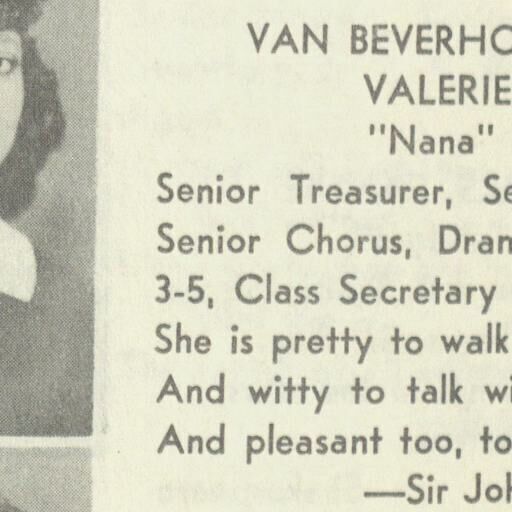 VAN BEVERHO
VALERIE
"Nana"
Senior Treasurer, Se
Senior Chorus, Dram
3-5, Class Secretary
She is pretty to walk
And witty to talk wi
And pleasant too, to
—Sir Joh